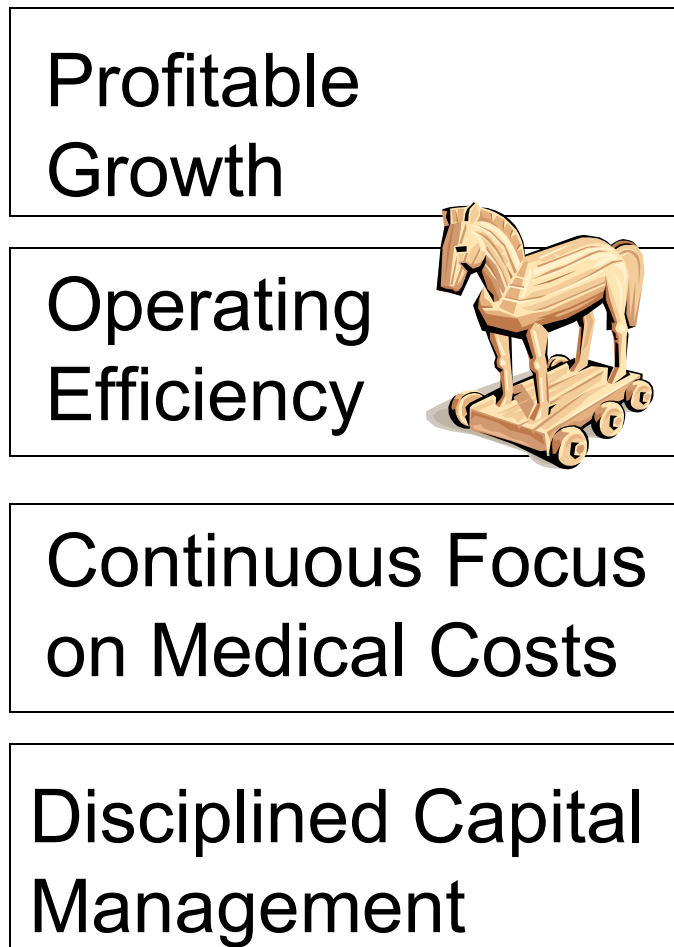 Profitable
Growth
Operating
Efficiency
Continuous Focus
on Medical Costs
Disciplined Capital
Management